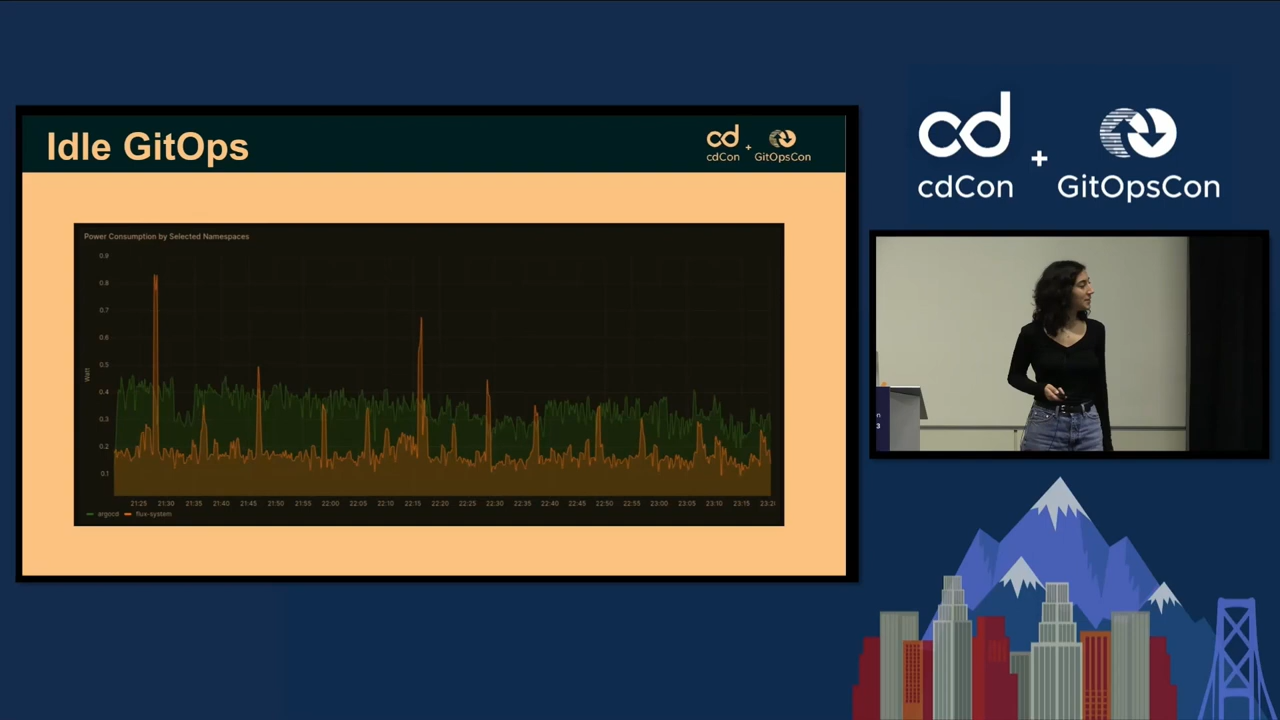 Idle GitOps
cd
cdCon
+
GitOpsCon
Power Consumption by Selected Namespaces
0.9
0.8
0.7
0.6
0.5
0.4
0.3
0.2
0.1
Watt
21:25 21:30 21:35 21:40 21:45 21:50 21:55 22:00 22:05 22:10 22:15 22:20 22:25 22:30 22:35 22:40 22:45 22:50 22:55 23:00 23:05 23:10 23:15 23:20
argocd flux-system
cd
cdCon
+
GitOpsCon